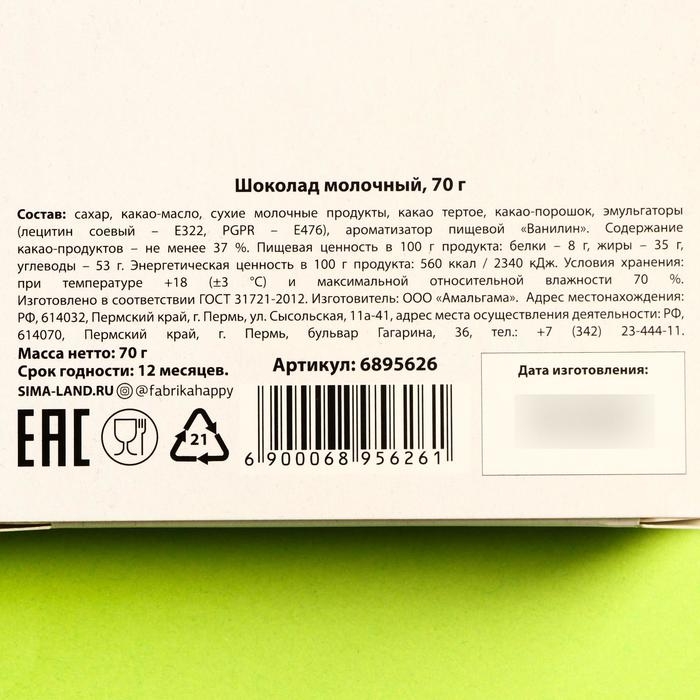 Шоколад молочный, 70 г
Состав: сахар, какао-масло, сухие молочные продукты, какао тертое, какао-порошок, эмульгаторы
(лецитин соевый – Е322, PGPR – Е476), ароматизатор пищевой «Ванилин». Содержание
какао-продуктов – не менее 37 %. Пищевая ценность в 100 г продукта: белки – 8 г, жиры – 35 г,
углеводы – 53 г. Энергетическая ценность в 100 г продукта: 560 ккал / 2340 кДж. Условия хранения:
при температуре +18 (±3 °С) и максимальной относительной влажности 70 %.
Изготовлено в соответствии ГОСТ 31721-2012. Изготовитель: ООО «Амальгама». Адрес местонахождения:
РФ, 614032, Пермский край, г. Пермь, ул. Сысольская, 11а-41, адрес места осуществления деятельности: РФ,
614070, Пермский край, г. Пермь, бульвар Гагарина, 36, тел.: +7 (342) 23-444-11.
Масса нетто: 70 г
Срок годности: 12 месяцев.
SIMA-LAND.RU @fabrikahappy
Артикул: 6895626
Дата изготовления:
EAC
21
6 900068 956261